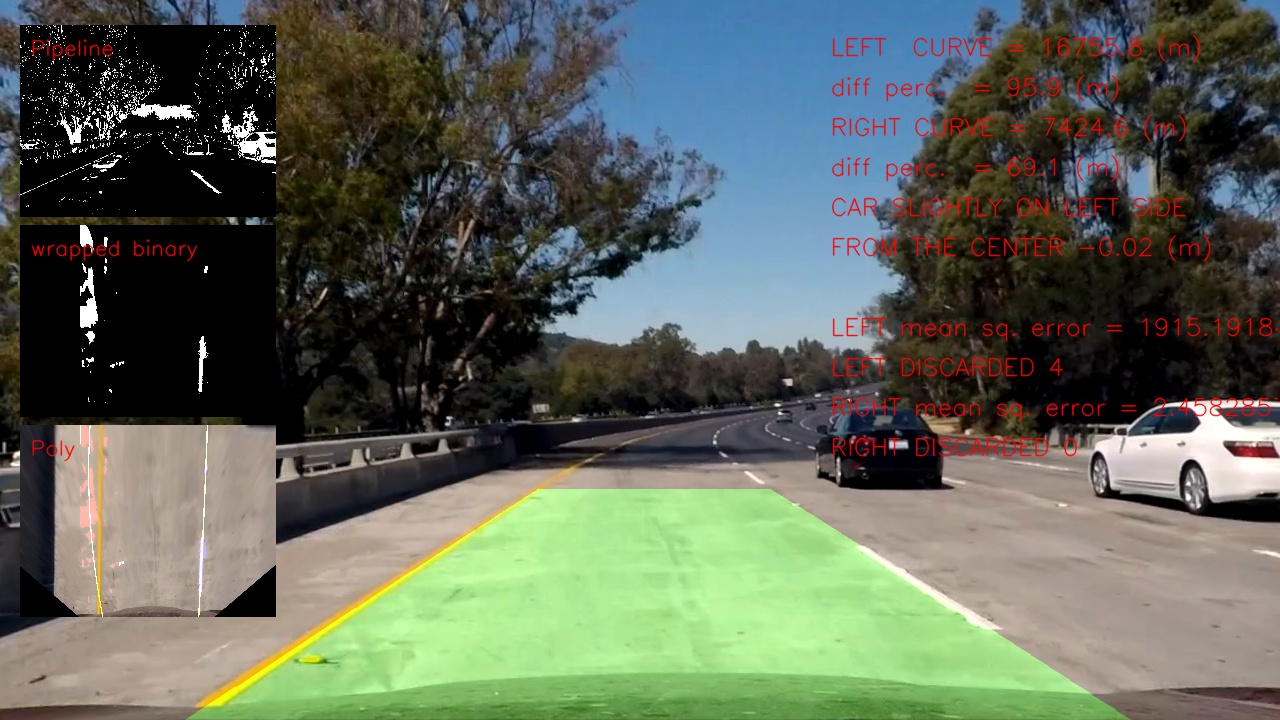 Pipeline
wrapped binary
Poly
LEFT CURVE = 16755.8 (m)
diff perc. = 95.9 (m)
RIGHT CURVE = 7424.6 (m)
diff perc. = 69.1 (m)
CAR SLIGHTLY ON LEFT SIDE
FROM THE CENTER -0.02 (m)
LEFT mean sq. error = 1915.1918
LEFT DISCARDED 4
RIGHT mean sq. error = 2.458285
RIGHT DISCARDED 0